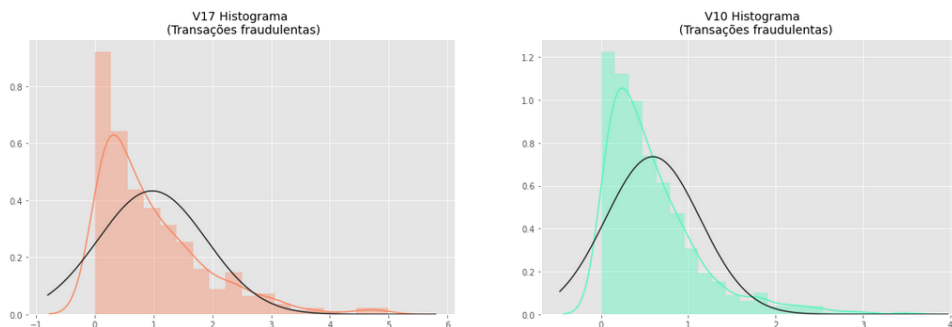 V17 Histograma
(Transações fraudulentas)
0.8
0.6
0.4
0.2
0.0
−1 0 1 2 3 4 5 6
V10 Histograma
(Transações fraudulentas)
1.2
1.0
0.8
0.6
0.4
0.2
0.0
0 1 2 3 4